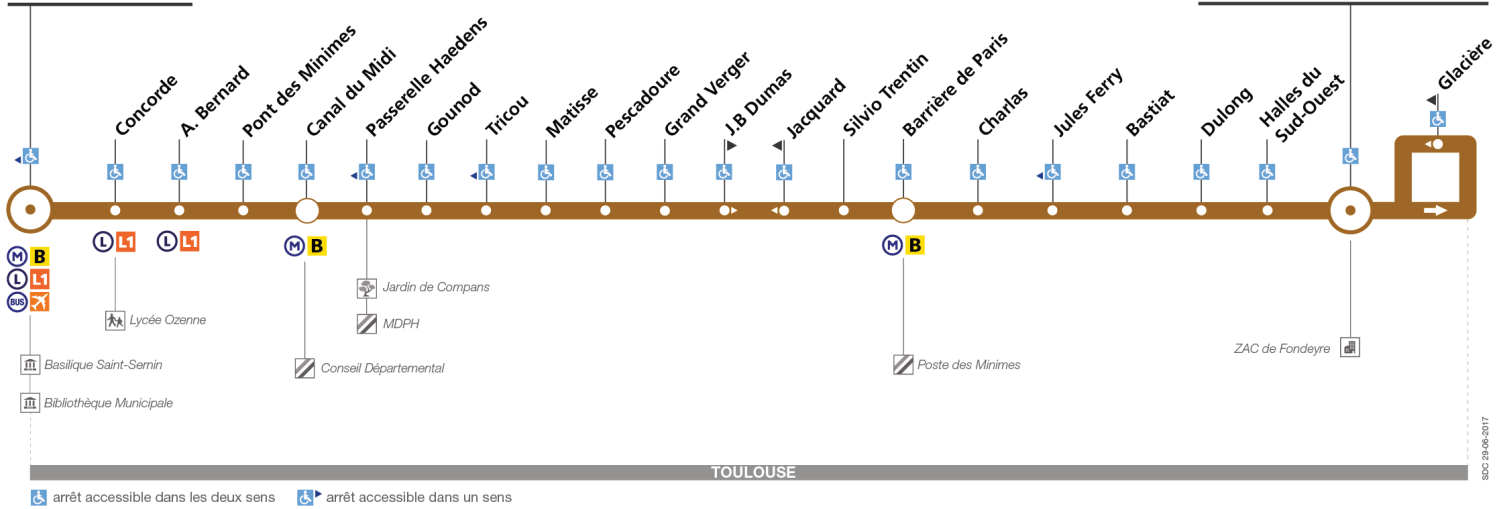 Concorde
A. Bernard
Pont des Minimes
Canal du Midi
Passerelle Haedens
Gounod
Tricou
Matisse
Pescadoure
Grand Verger
J.B Dumas
Jacquard
Silvio Trentin
Barrière de Paris
Charlas
Jules Ferry
Bastiat
Dulong
Halles du
Sud-Ouest
Glacière
M B
L L1
BUS
L L1
L L1
M B
M B
Jardin de Compans
MDPH
Lycée Ozenne
Basilique Saint-Sernin
Conseil Départemental
Poste des Minimes
ZAC de Fondeyre
Bibliothèque Municipale
TOULOUSE
SDC 29-06-2017
arrêt accessible dans les deux sens
arrêt accessible dans un sens